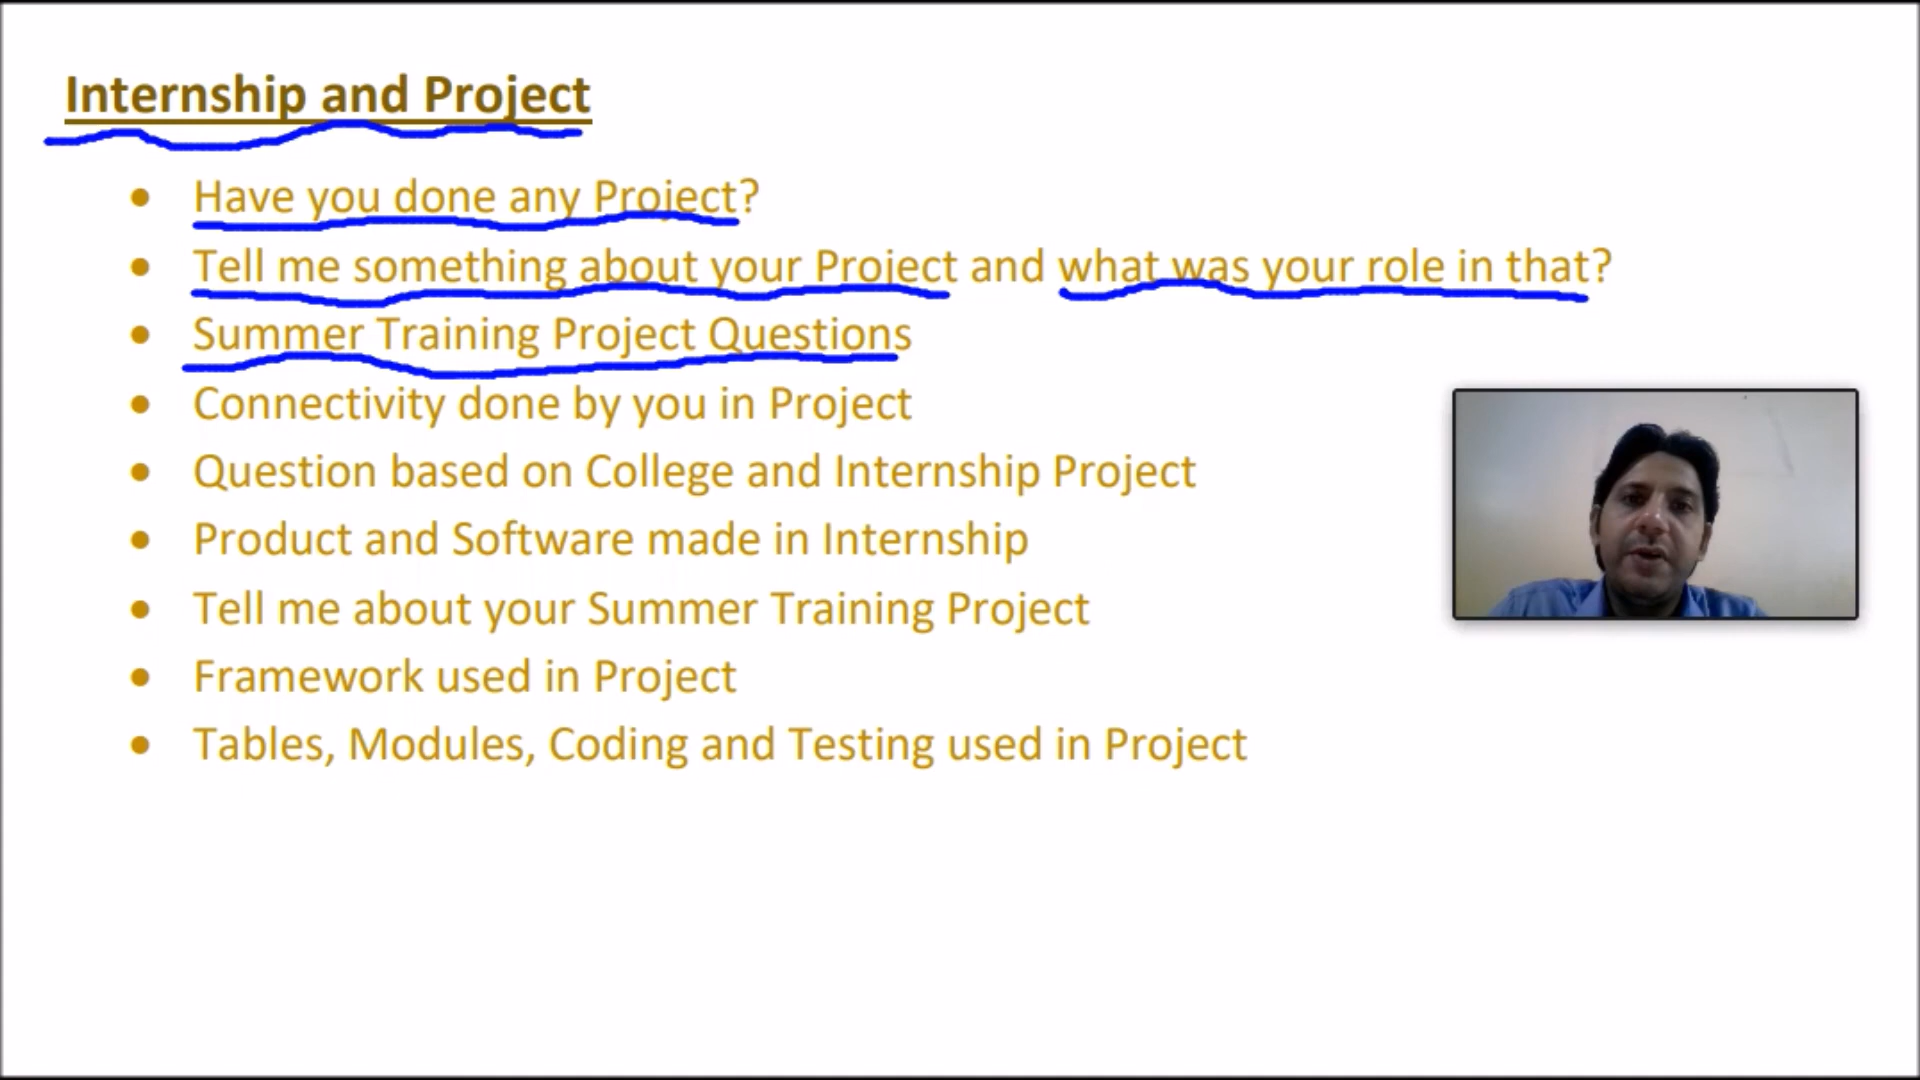 Internship and Project
• Have you done any Project?
• Tell me something about your Project and what was your role in that?
• Summer Training Project Questions
• Connectivity done by you in Project
• Question based on College and Internship Project
• Product and Software made in Internship
• Tell me about your Summer Training Project
• Framework used in Project
• Tables, Modules, Coding and Testing used in Project